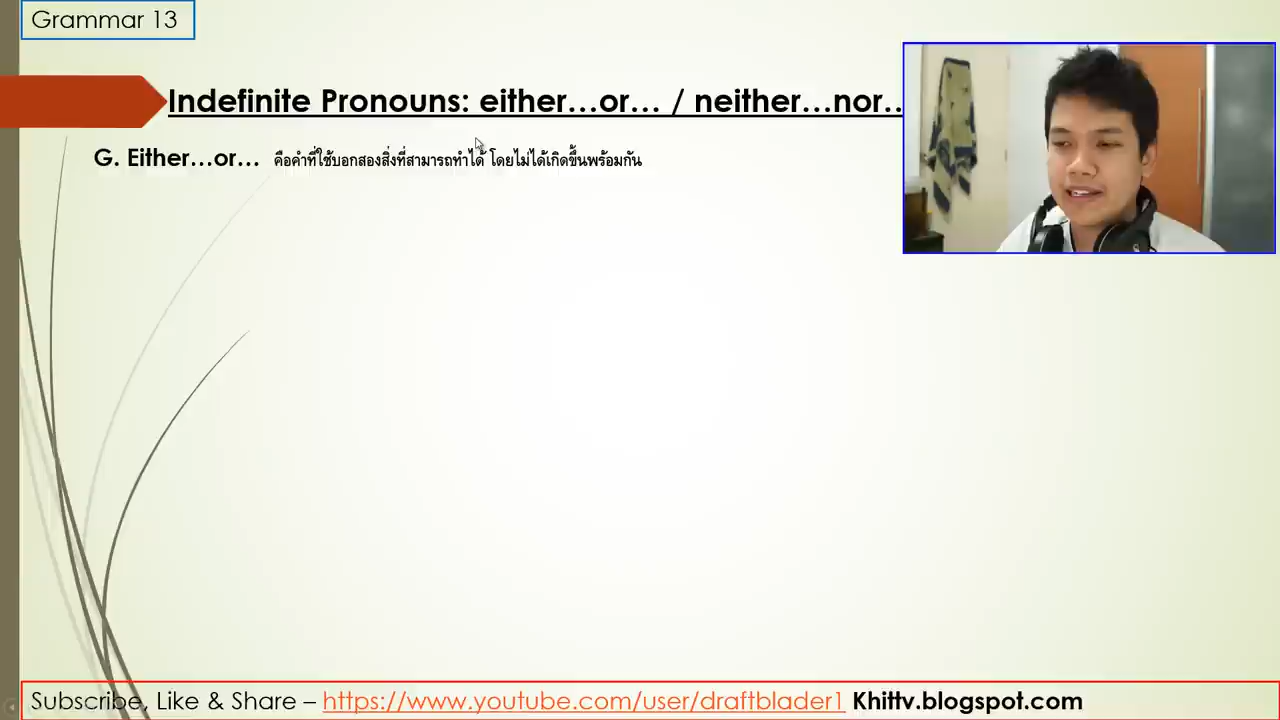 Grammar 13
Indefinite Pronouns: either…or… / neither…nor..
G. Either…or… คือคำที่ใช้บอกสองสิ่งที่สามารถทำได้ โดยไม่ได้เกิดขึ้นพร้อมกัน
Subscribe, Like & Share – https://www.youtube.com/user/draftblader1 Khittv.blogspot.com